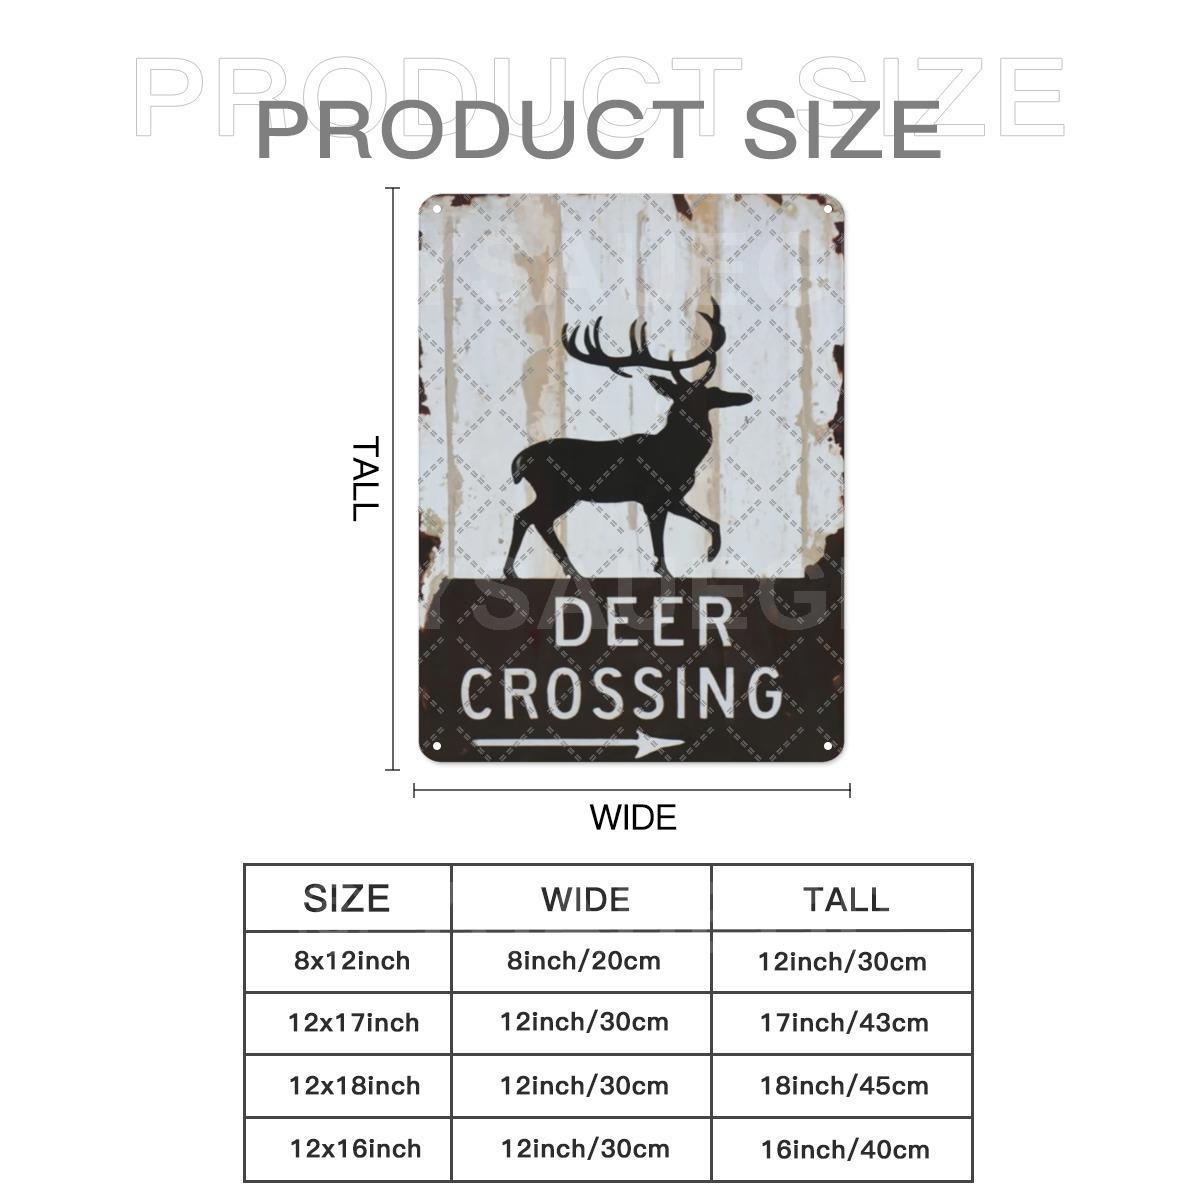 PRODUCT SIZE
PRODUCT SIZE
TALL
DEER
CROSSING
WIDE
SIZE WIDE TALL
8x12inch 8inch/20cm 12inch/30cm
12x17inch 12inch/30cm 17inch/43cm
12x18inch 12inch/30cm 18inch/45cm
12x16inch 12inch/30cm 16inch/40cm